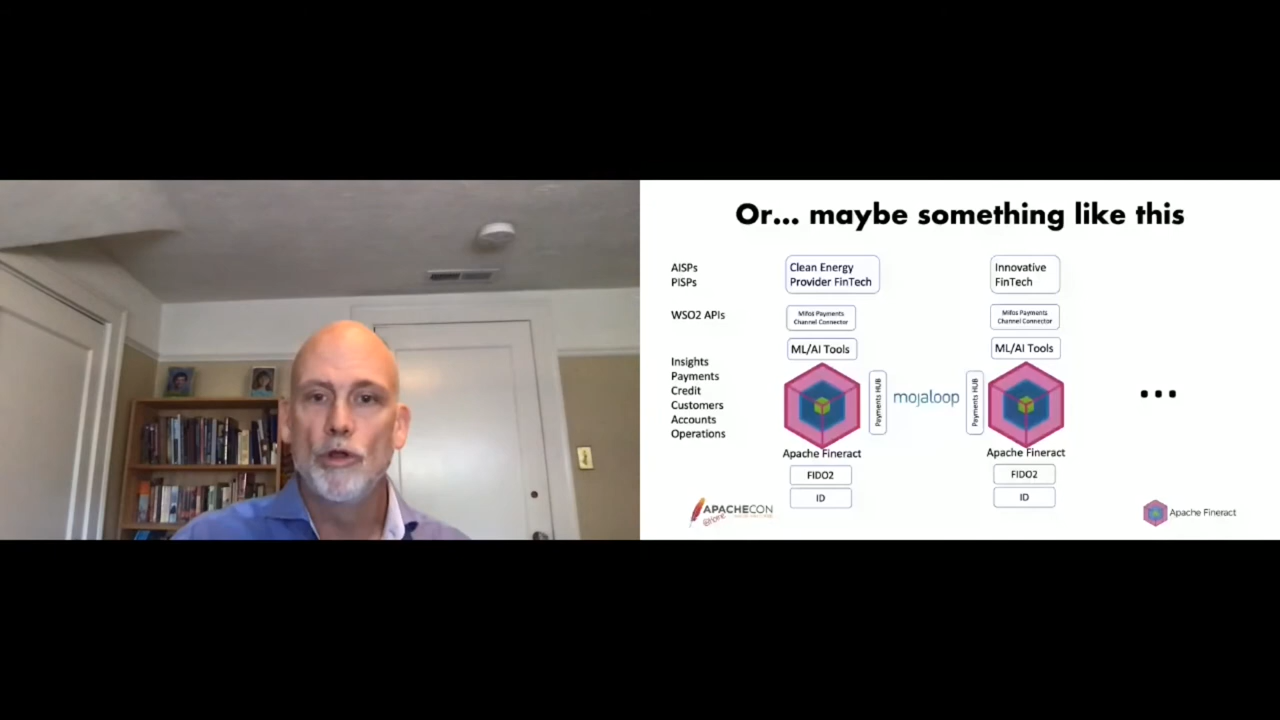 Or... maybe something like this
AISPs
PISPs
WSO2 APIs
Insights
Payments
Credit
Customers
Accounts
Operations
Clean Energy
Provider FinTech
Mifos Payments
Channel Connector
ML/AI Tools
Payments HUB
Apache Fineract
FIDO2
ID
mojaloop
Innovative
FinTech
Mifos Payments
Channel Connector
ML/AI Tools
Payments HUB
Apache Fineract
FIDO2
ID
...
APACHECON
@Home
Apache Fineract